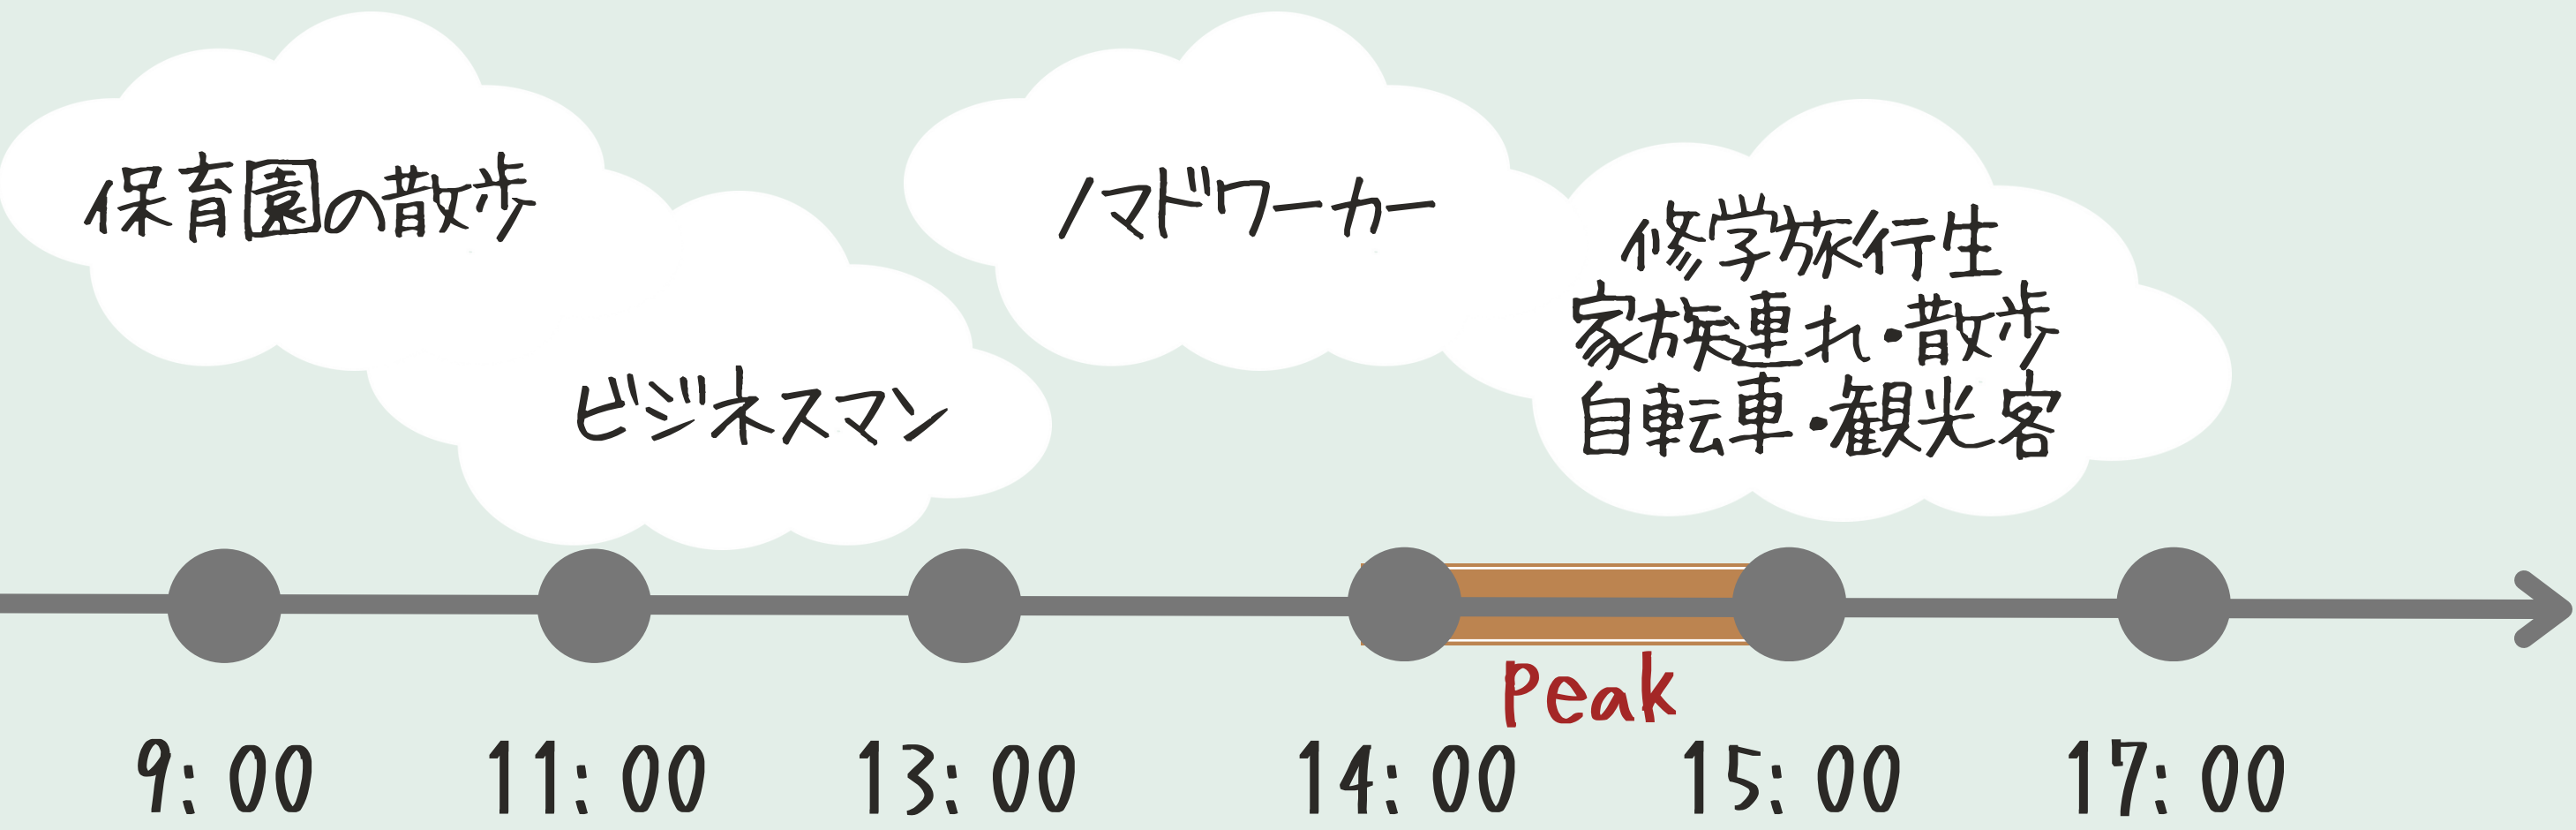 保育園の散歩
ビジネスマン
ノマドワーカー
修学旅行生
家族連れ・散歩
自転車・観光客
Peak
9:00
11:00
13:00
14:00
15:00
17:00